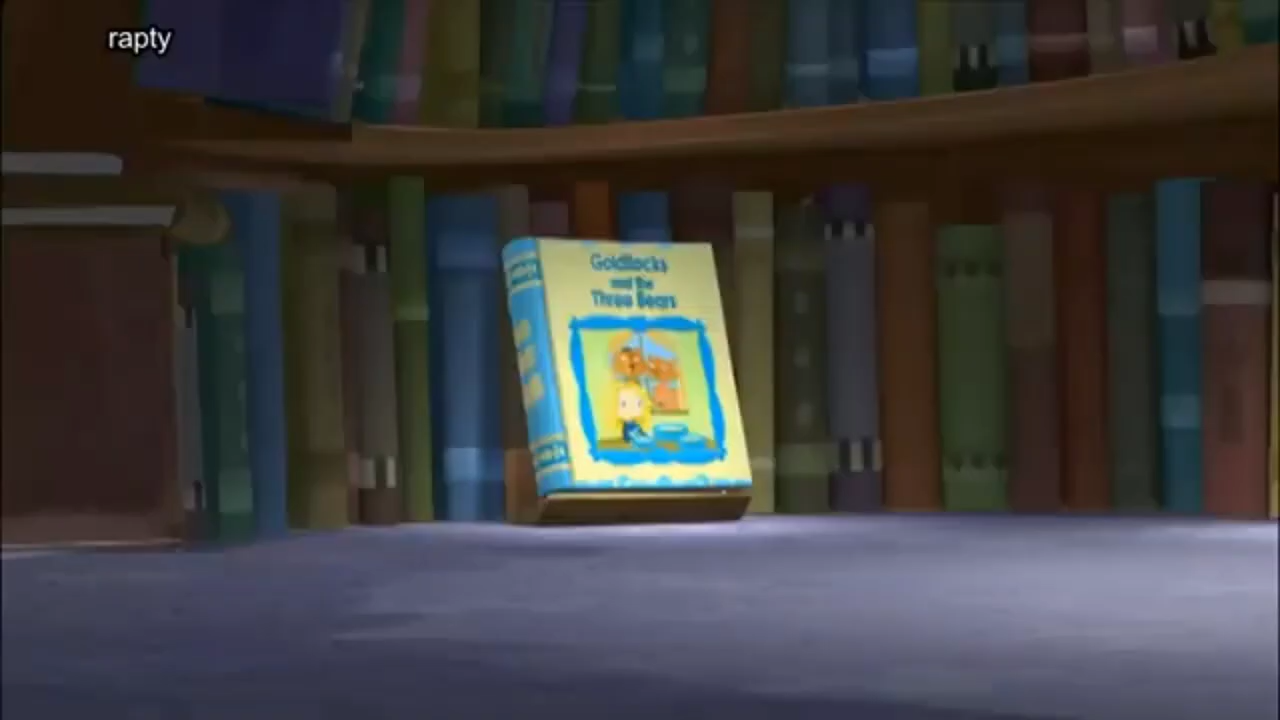 rapty
Goldilocks
and the
Three Bears